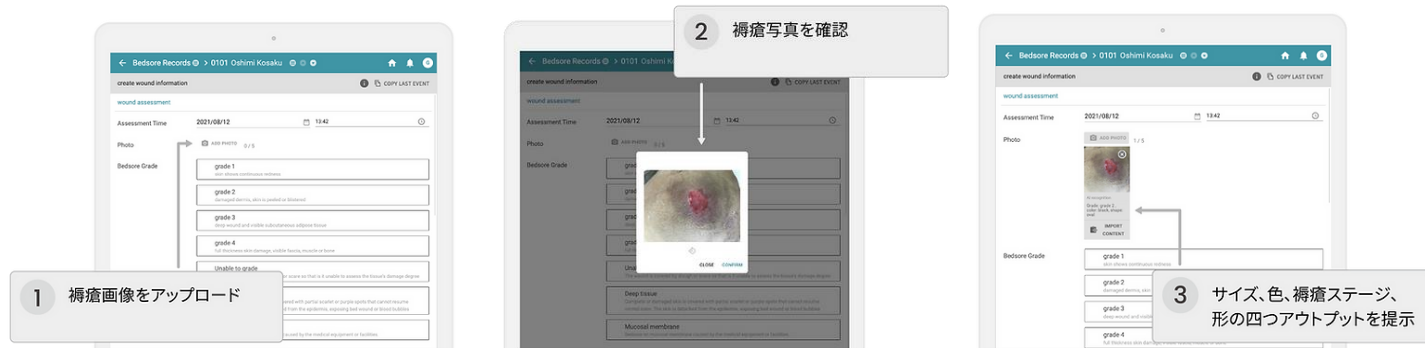 Bedsore Records > 0101 Oshimi Kosaku
create wound information
COPY LAST EVENT
wound assessment
Assessment Time
2021/08/12
13:42
Photo
ADD PHOTO
0 / 5
Bedsore Grade
grade 1
skin shows continuous redness
grade 2
damaged dermis, skin is peeled or blistered
grade 3
deep wound and visible subcutaneous adipose tissue
grade 4
full thickness skin damage, visible fascia, muscle or bone
Unable to grade
1
褥瘡画像をアップロード
2
褥瘡写真を確認
Bedsore Records > 0101 Oshimi K
create wound information
COPY LAST EVENT
wound assessment
Assessment Time
2021/08/12
13:42
Photo
ADD PHOTO
Bedsore Grade
CLOSE
CONFIRM
Deep tissue
Mucosal membrane
Bedsore Records > 0101 Oshimi Kosaku
create wound information
COPY LAST EVENT
wound assessment
Assessment Time
2021/08/12
13:42
Photo
ADD PHOTO
1 / 5
IMPORT
CONTENT
Bedsore Grade
grade 1
skin shows continuous redness
grade 2
grade 3
grade 4
3
サイズ、色、褥瘡ステージ、
形の四つアウトプットを提示